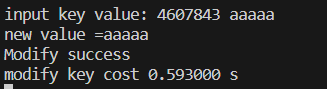 input key value: 4607843 aaaaa
new value =aaaaa
Modify success
modify key cost 0.593000 s